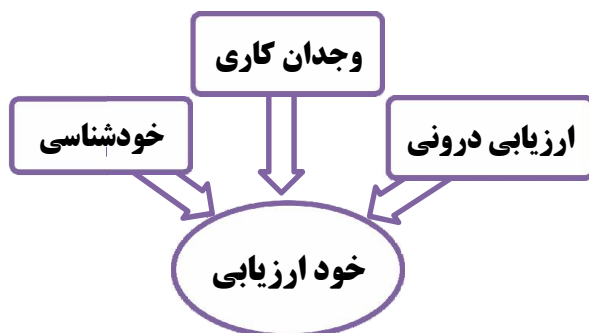 وجدان کاری
ارزیابی درونی
خودشناسی
خود ارزیابی